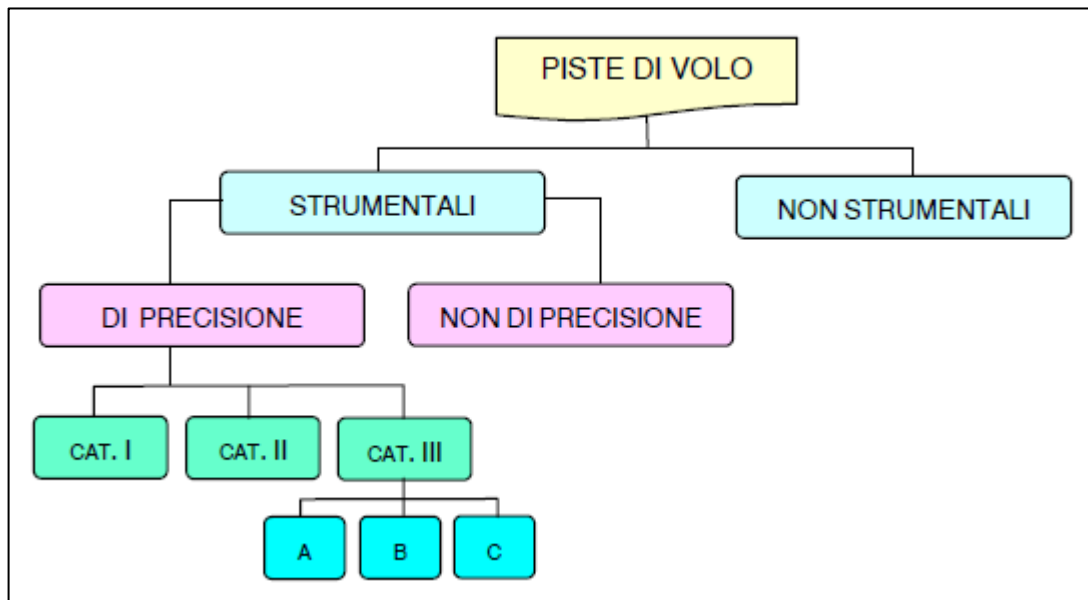 PISTE DI VOLO
STRUMENTALI
NON STRUMENTALI
DI PRECISIONE
NON DI PRECISIONE
CAT. I
CAT. II
CAT. III
A
B
C